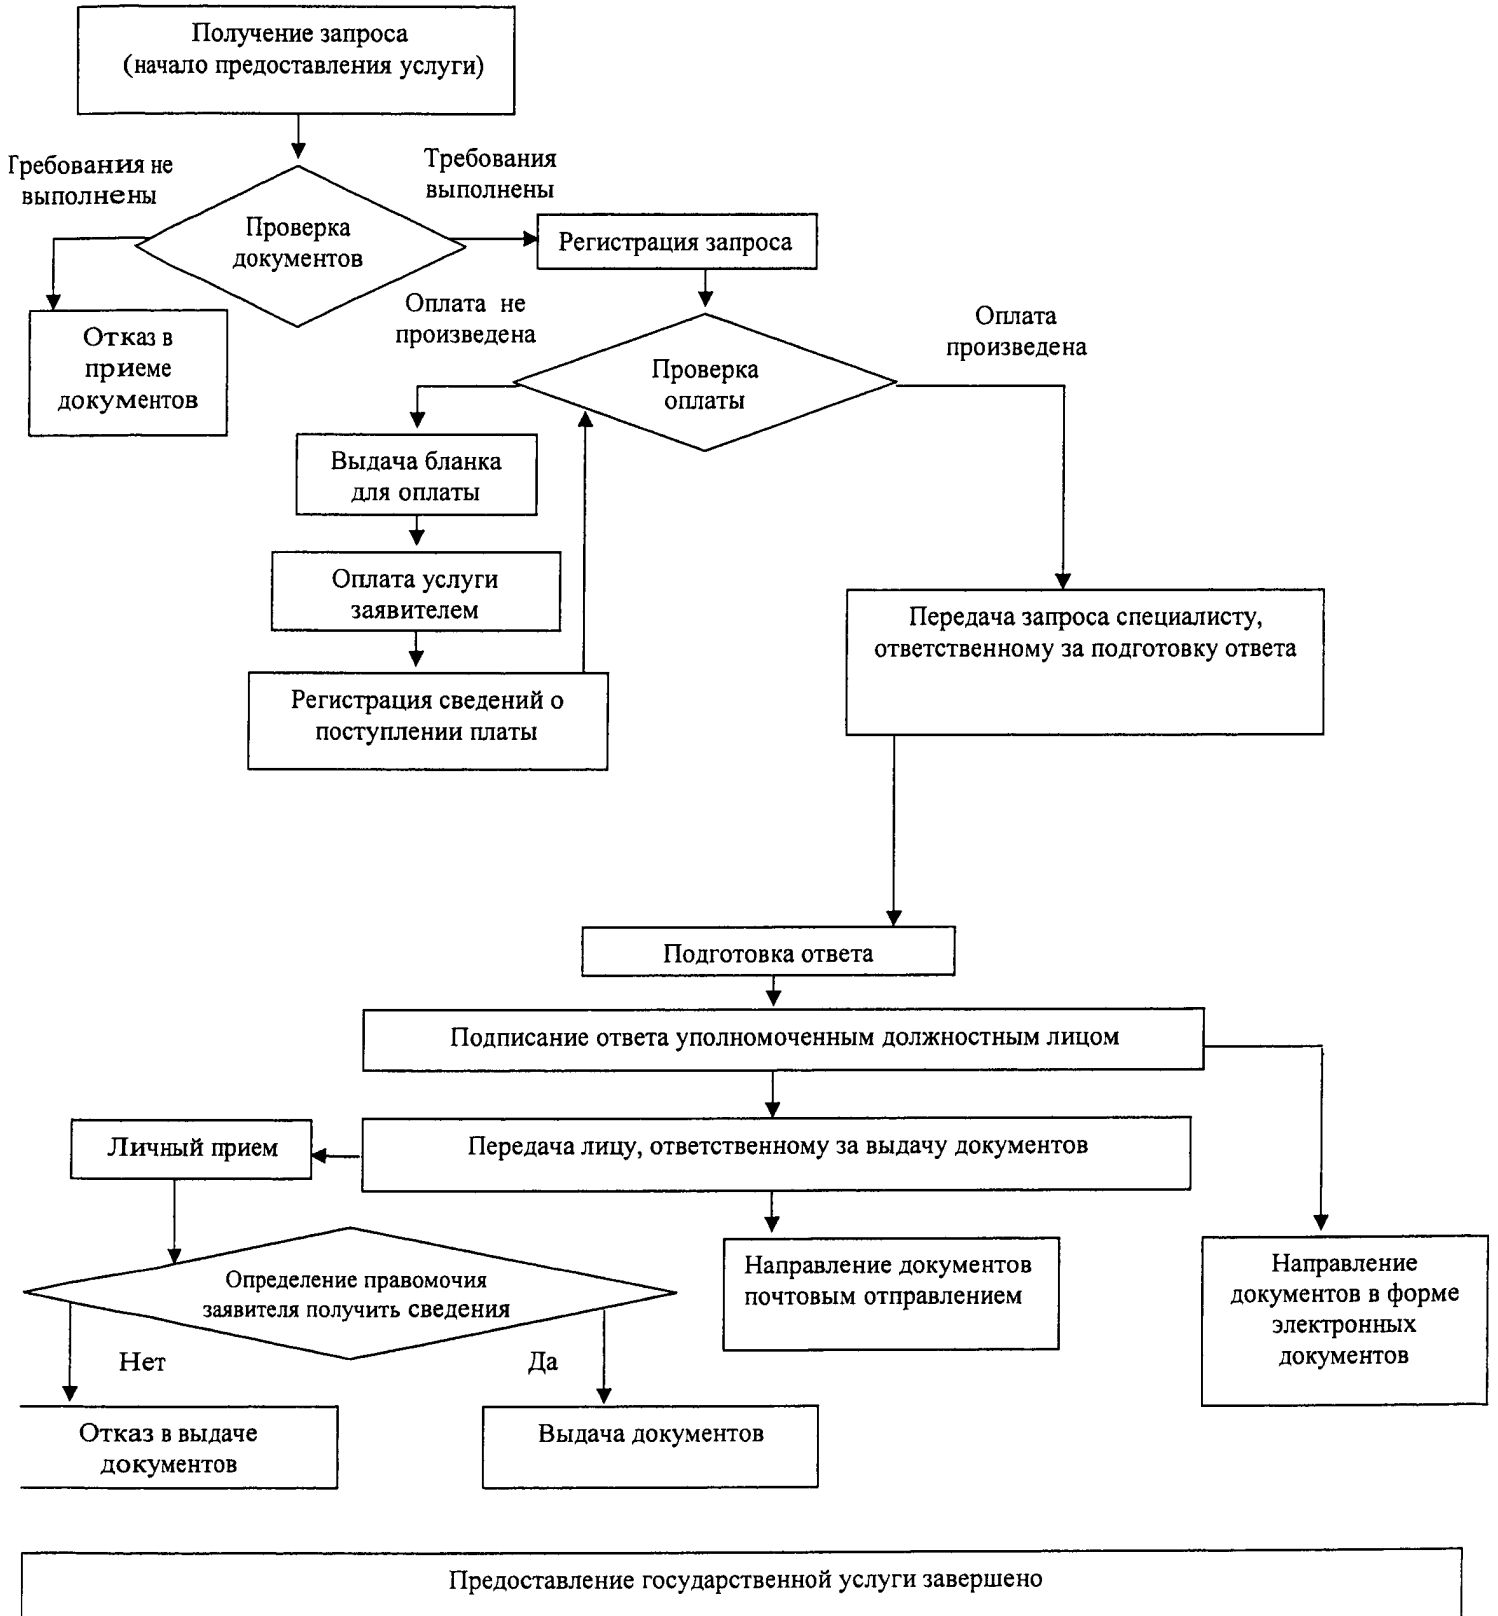 Получение запроса
(начало предоставления услуги)
Требования не
выполнены
Требования
выполнены
Проверка
документов
Регистрация запроса
Отказ в
приеме
документов
Оплата не
произведена
Оплата
произведена
Проверка
оплаты
Выдача бланка
для оплаты
Оплата услуги
заявителем
Регистрация сведений о
поступлении платы
Передача запроса специалисту,
ответственному за подготовку ответа
Подготовка ответа
Подписание ответа уполномоченным должностным лицом
Личный прием
Передача лицу, ответственному за выдачу документов
Определение правомочия
заявителя получить сведения
Направление документов
почтовым отправлением
Направление
документов в форме
электронных
документов
Нет
Да
Отказ в выдаче
документов
Выдача документов
Предоставление государственной услуги завершено